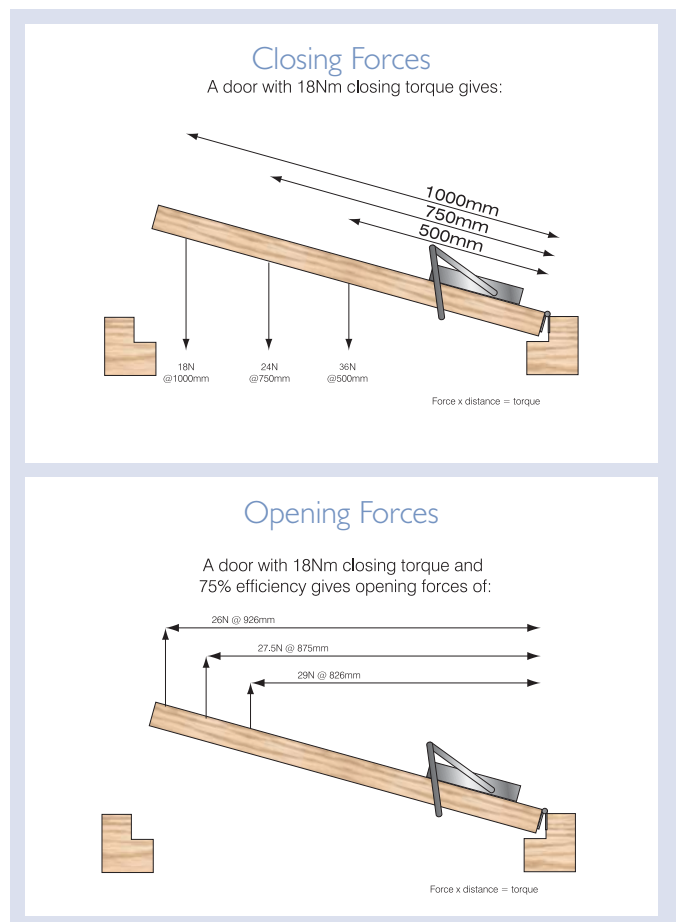 Closing Forces
A door with 18Nm closing torque gives:
1000mm
750mm
500mm
18N
@1000mm
24N
@750mm
36N
@500mm
Force x distance = torque
Opening Forces
A door with 18Nm closing torque and
75% efficiency gives opening forces of:
26N @ 926mm
27.5N @ 875mm
29N @ 826mm
Force x distance = torque